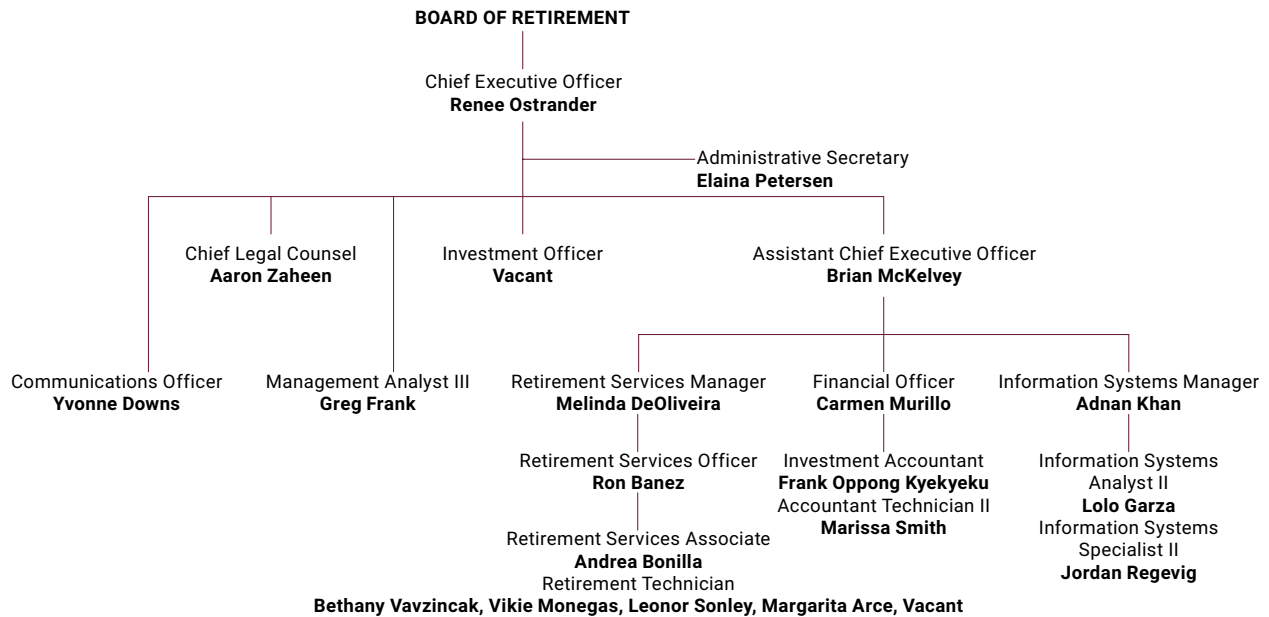 BOARD OF RETIREMENT
Chief Executive Officer
Renee Ostrander
Administrative Secretary
Elaina Petersen
Chief Legal Counsel
Aaron Zaheen
Investment Officer
Vacant
Assistant Chief Executive Officer
Brian McKelvey
Communications Officer
Yvonne Downs
Management Analyst III
Greg Frank
Retirement Services Manager
Melinda DeOliveira
Financial Officer
Carmen Murillo
Information Systems Manager
Adnan Khan
Retirement Services Officer
Ron Banez
Retirement Services Associate
Andrea Bonilla
Retirement Technician
Bethany Vavzincak, Vikie Monegas, Leonor Sonley, Margarita Arce, Vacant
Investment Accountant
Frank Oppong Kyekyeku
Accountant Technician II
Marissa Smith
Information Systems
Analyst II
Lolo Garza
Information Systems
Specialist II
Jordan Regevig